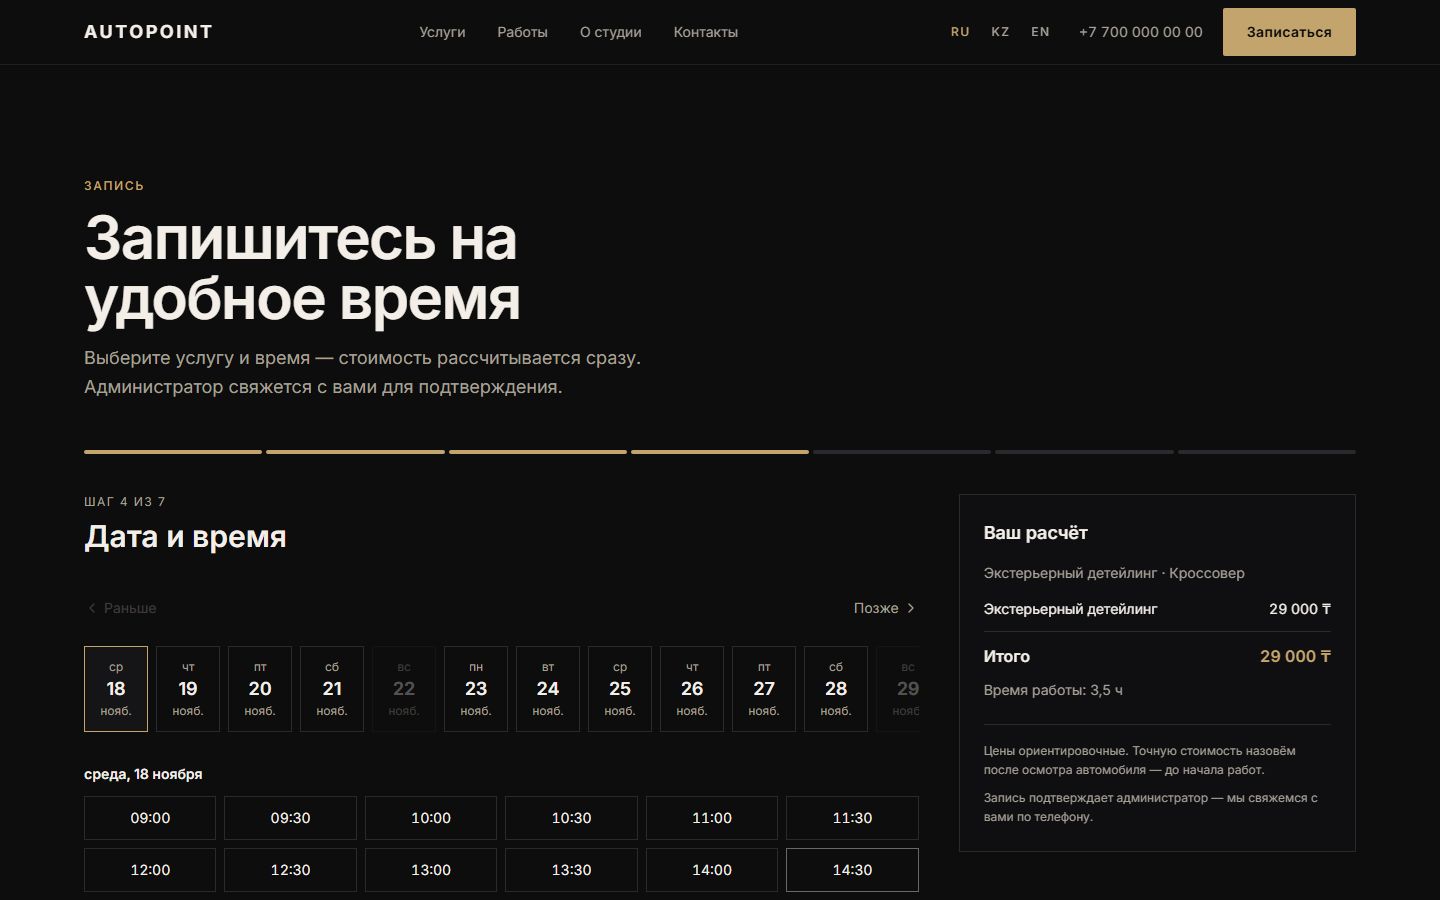 AUTOPOINT
Услуги Работы О студии Контакты
RU KZ EN +7 700 000 00 00 Записаться
ЗАПИСЬ
Запишитесь на
удобное время
Выберите услугу и время — стоимость рассчитывается сразу.
Администратор свяжется с вами для подтверждения.
ШАГ 4 ИЗ 7
Дата и время
Раньше Позже
ср чт пт сб вс пн вт ср чт пт сб вс
18 19 20 21 22 23 24 25 26 27 28 29
нояб. нояб. нояб. нояб. нояб. нояб. нояб. нояб. нояб. нояб. нояб. нояб
среда, 18 ноября
09:00 09:30 10:00 10:30 11:00 11:30
12:00 12:30 13:00 13:30 14:00 14:30
Ваш расчёт
Экстерьерный детейлинг · Кроссовер
Экстерьерный детейлинг 29 000 ₸
Итого 29 000 ₸
Время работы: 3,5 ч
Цены ориентировочные. Точную стоимость назовём
после осмотра автомобиля — до начала работ.
Запись подтверждает администратор — мы свяжемся с
вами по телефону.